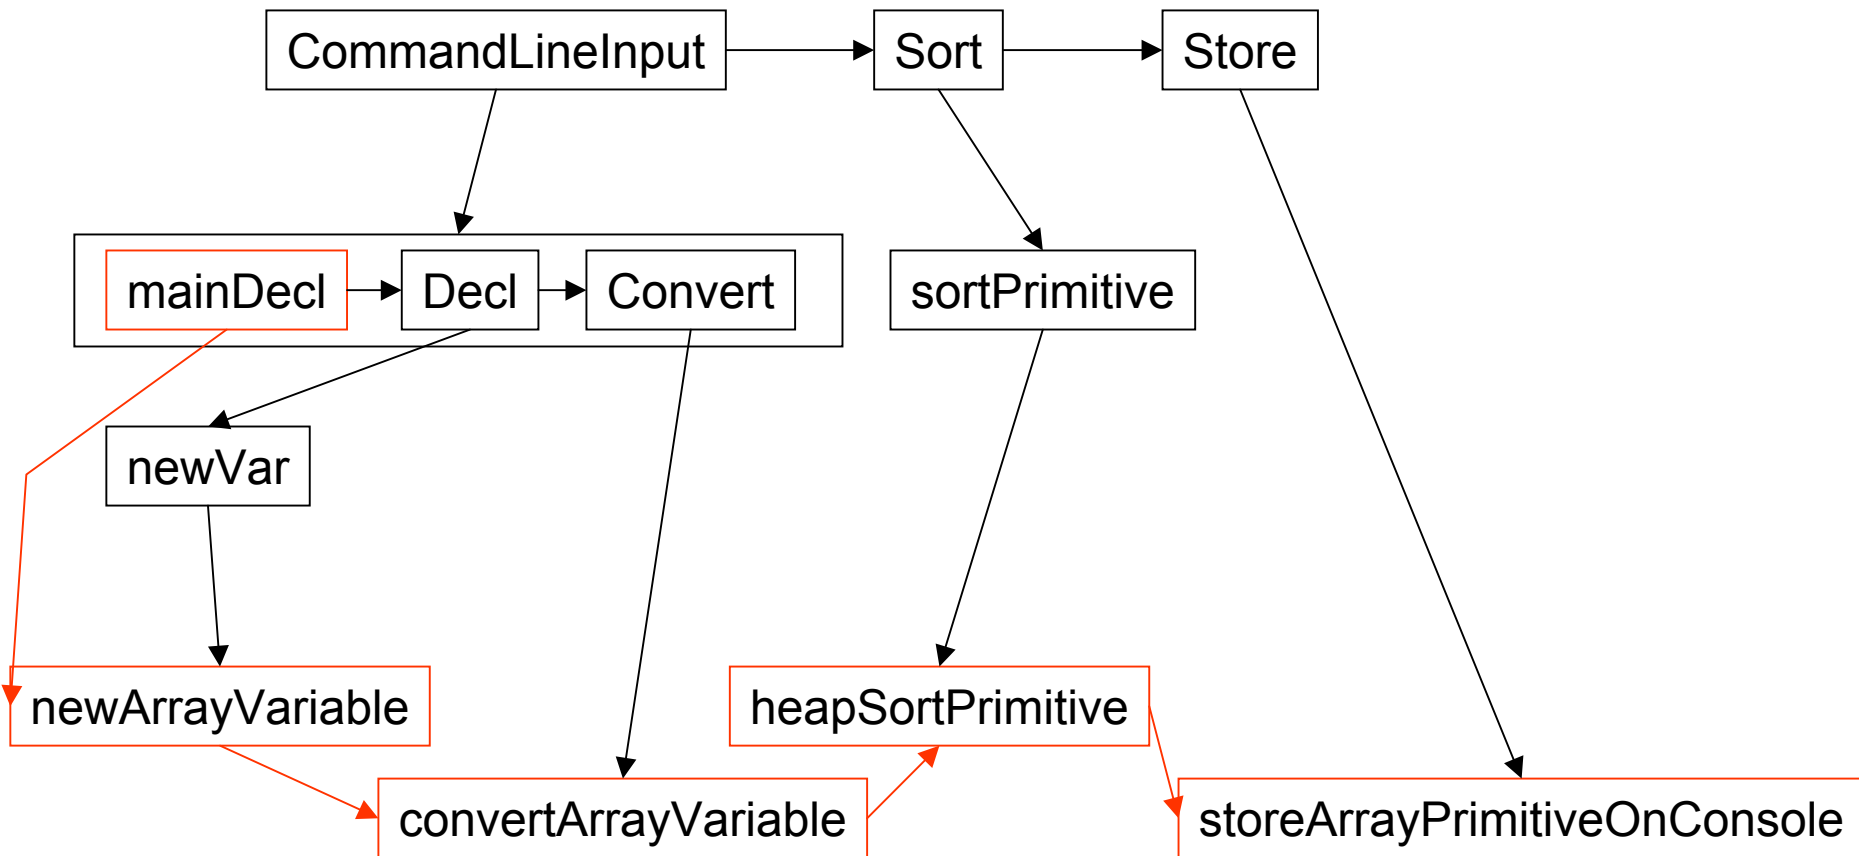 CommandLineInput
Sort
Store
mainDecl
Decl
Convert
sortPrimitive
newVar
newArrayVariable
heapSortPrimitive
convertArrayVariable
storeArrayPrimitiveOnConsole